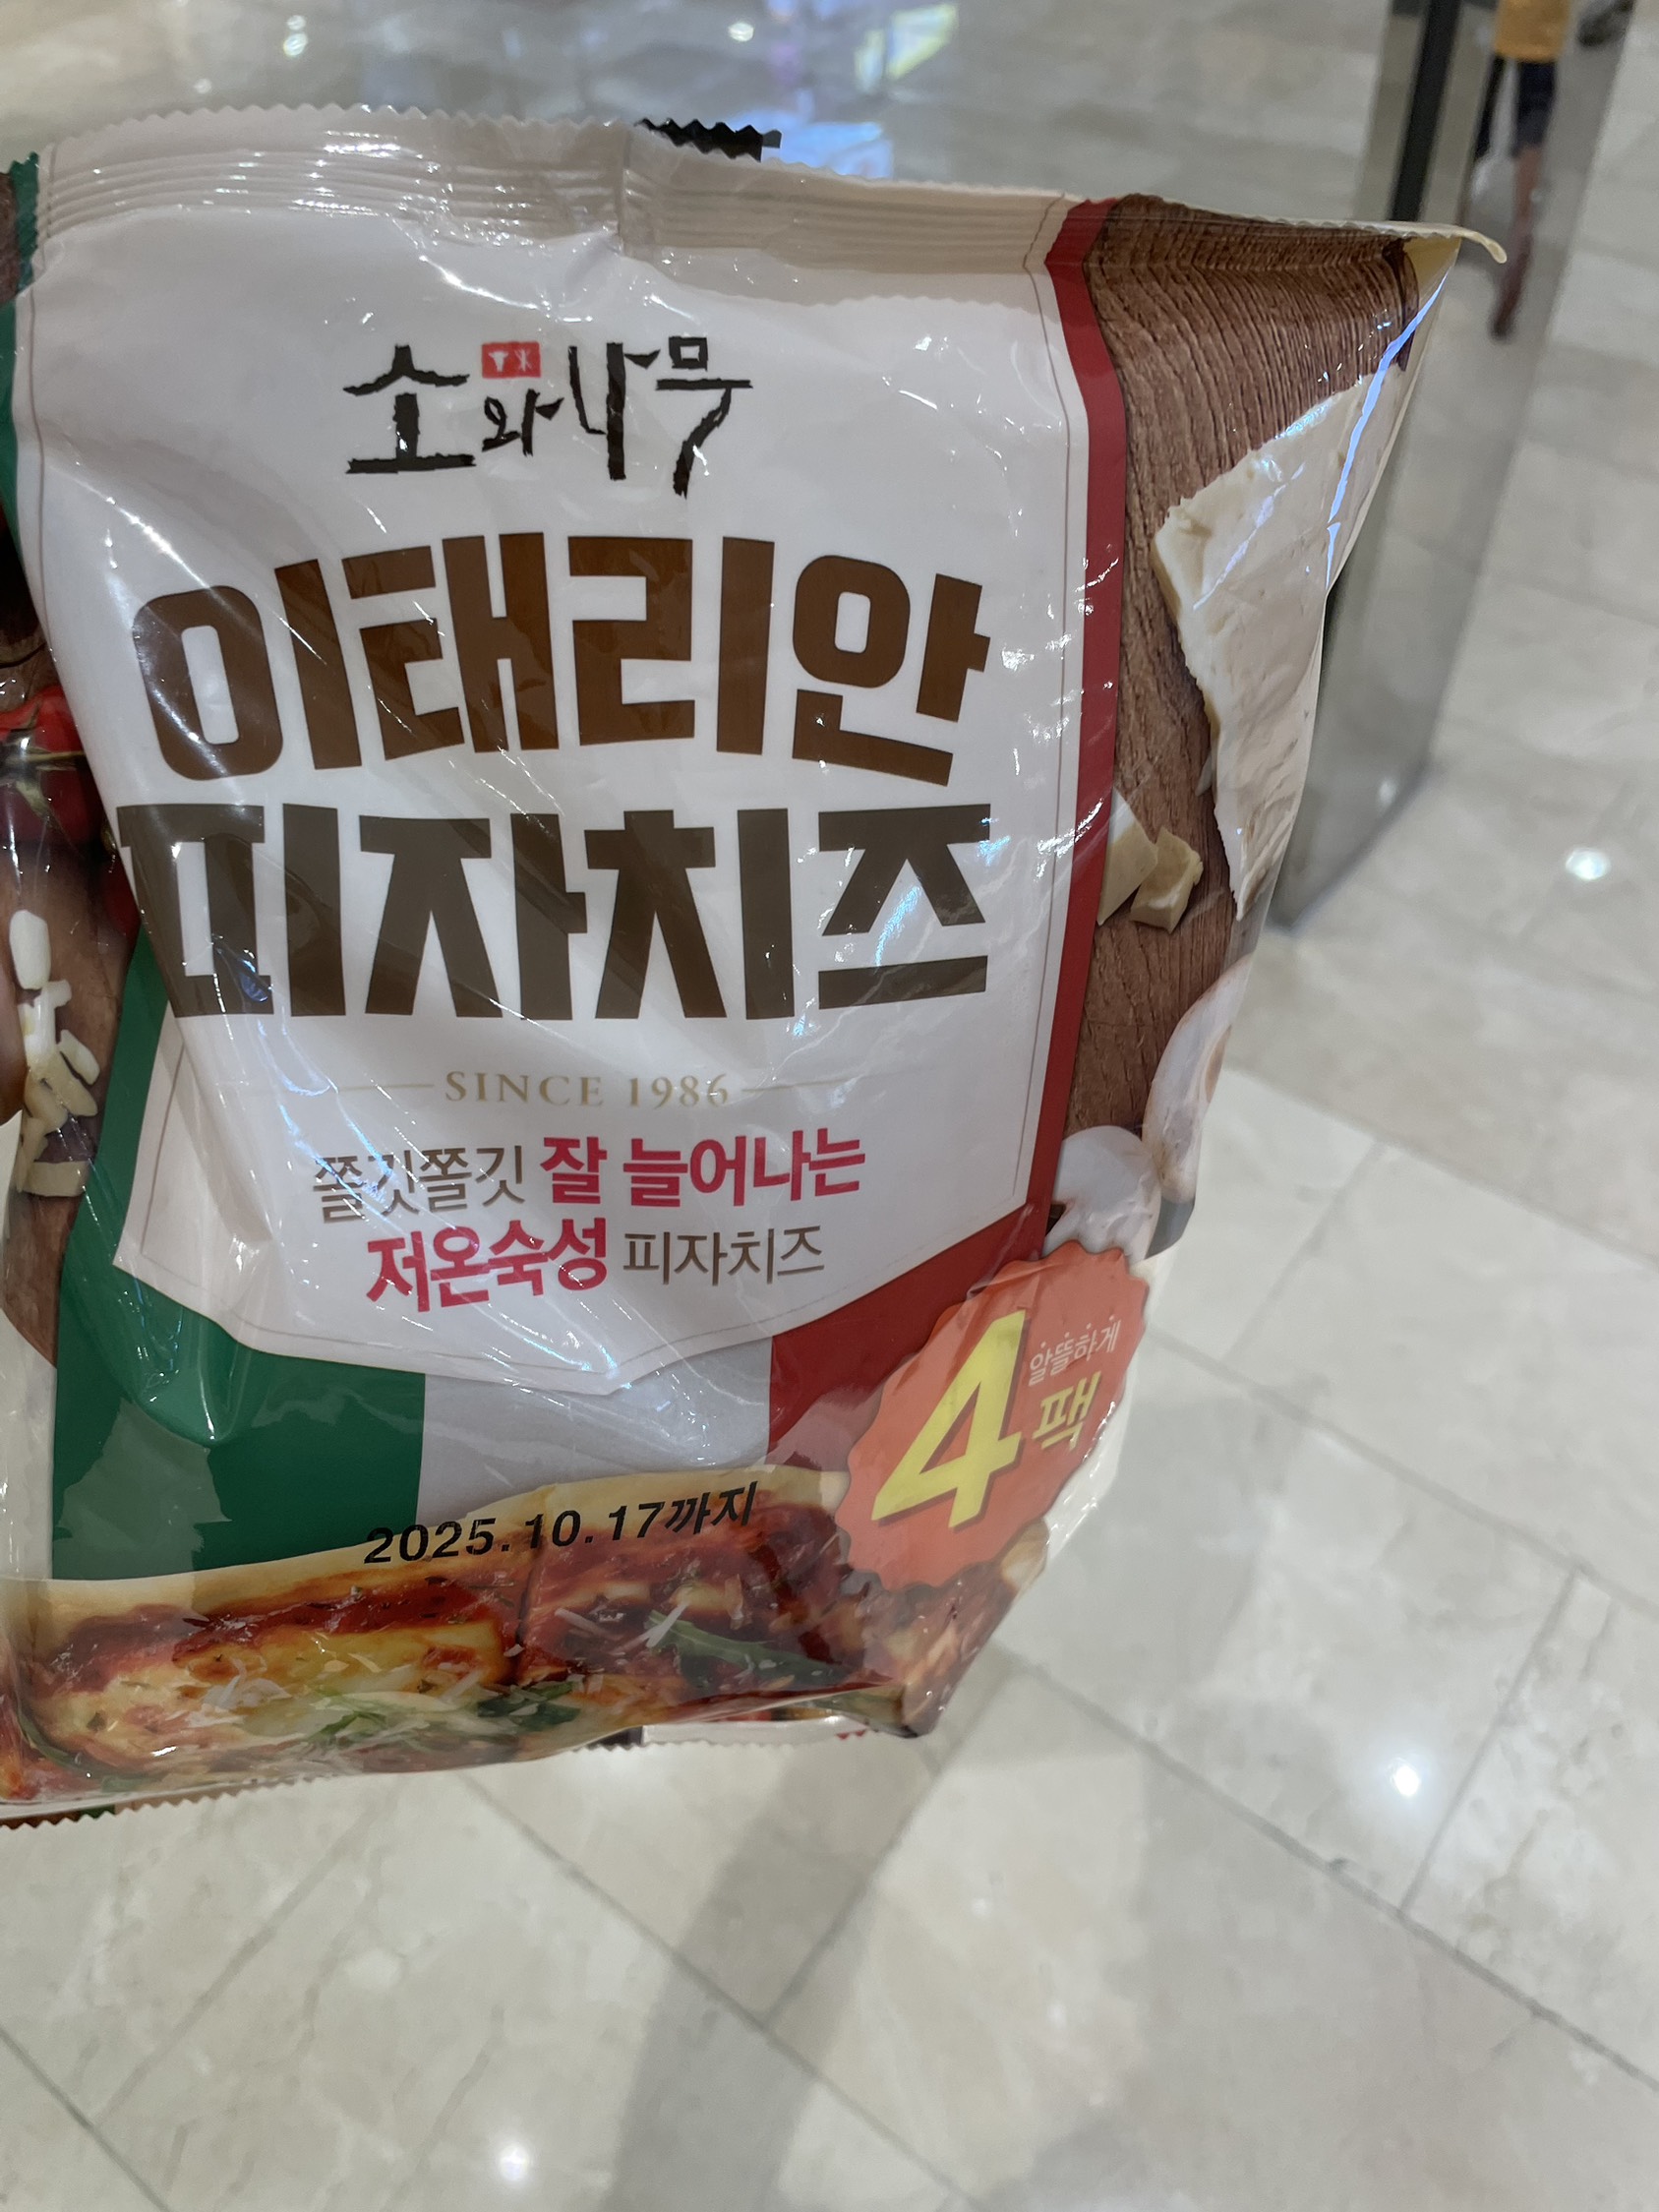 소와나무
이태리안
피자치즈
SINCE 1986
쫄깃쫄깃 잘 늘어나는
저온숙성 피자치즈
알뜰하게
4팩
2025.10.17까지